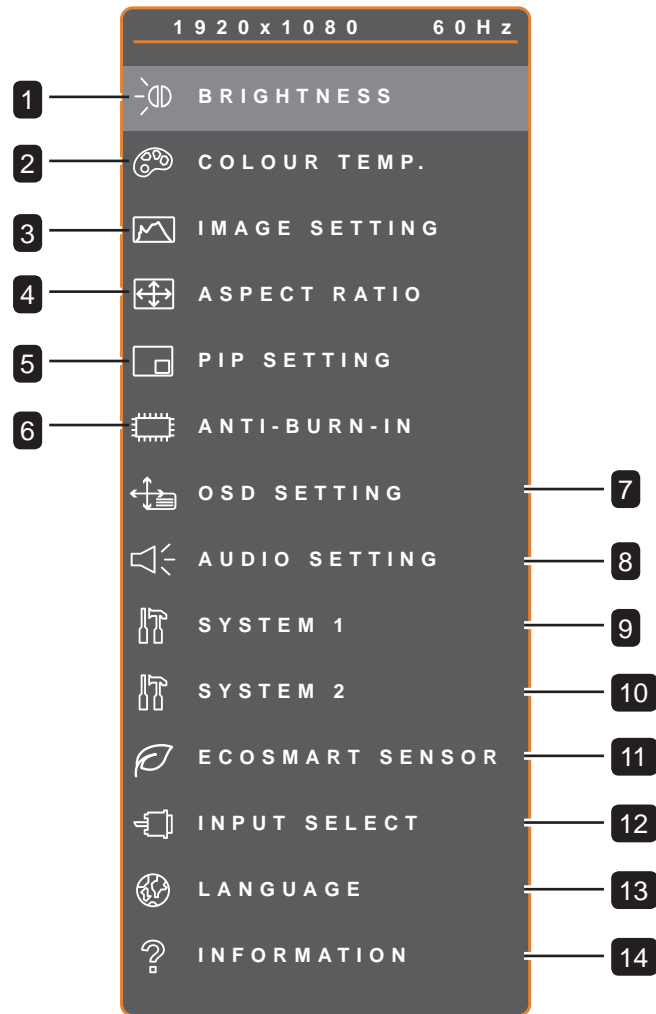 1920x1080 60Hz
1 BRIGHTNESS
2 COLOUR TEMP.
3 IMAGE SETTING
4 ASPECT RATIO
5 PIP SETTING
6 ANTI-BURN-IN
OSD SETTING 7
AUDIO SETTING 8
SYSTEM 1 9
SYSTEM 2 10
ECOSMART SENSOR 11
INPUT SELECT 12
LANGUAGE 13
INFORMATION 14